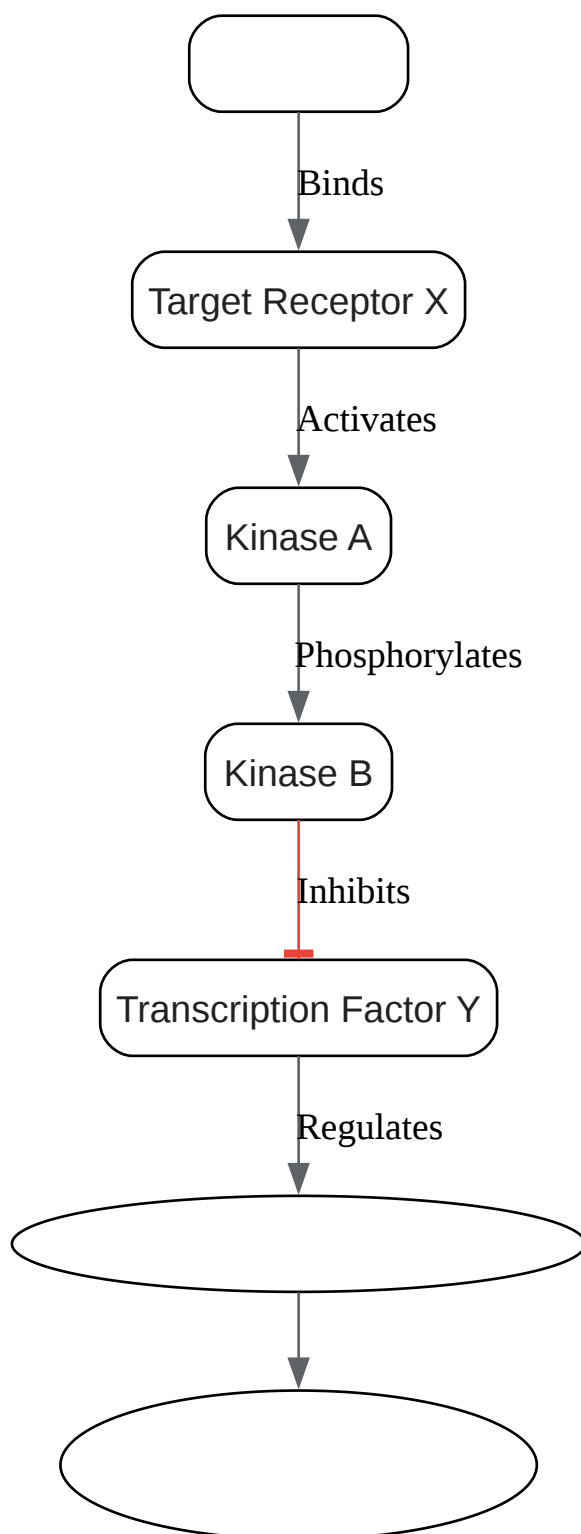 Binds
Target Receptor X
Activates
Kinase A
Phosphorylates
Kinase B
Inhibits
Transcription Factor Y
Regulates